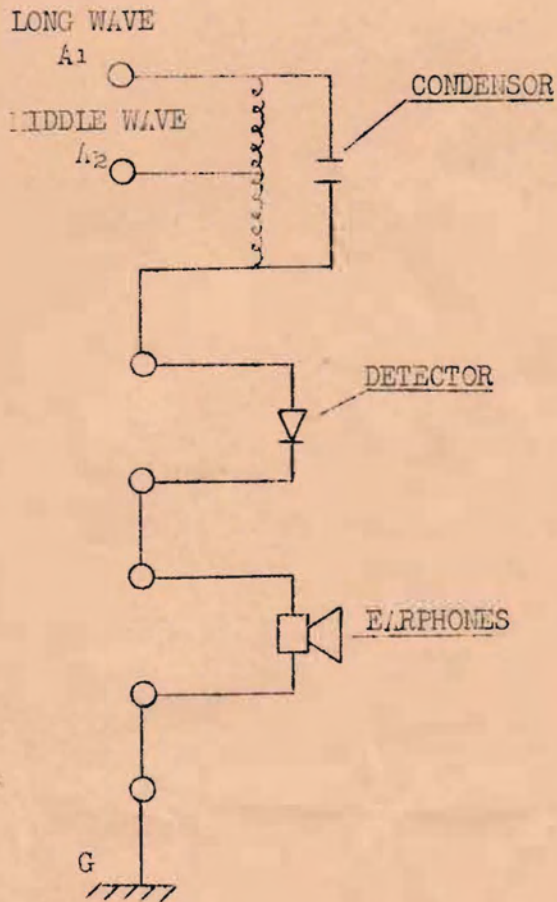 LONG WAVE
A1
CONDENSOR
MIDDLE WAVE
A2
DETECTOR
EARPHONES
G